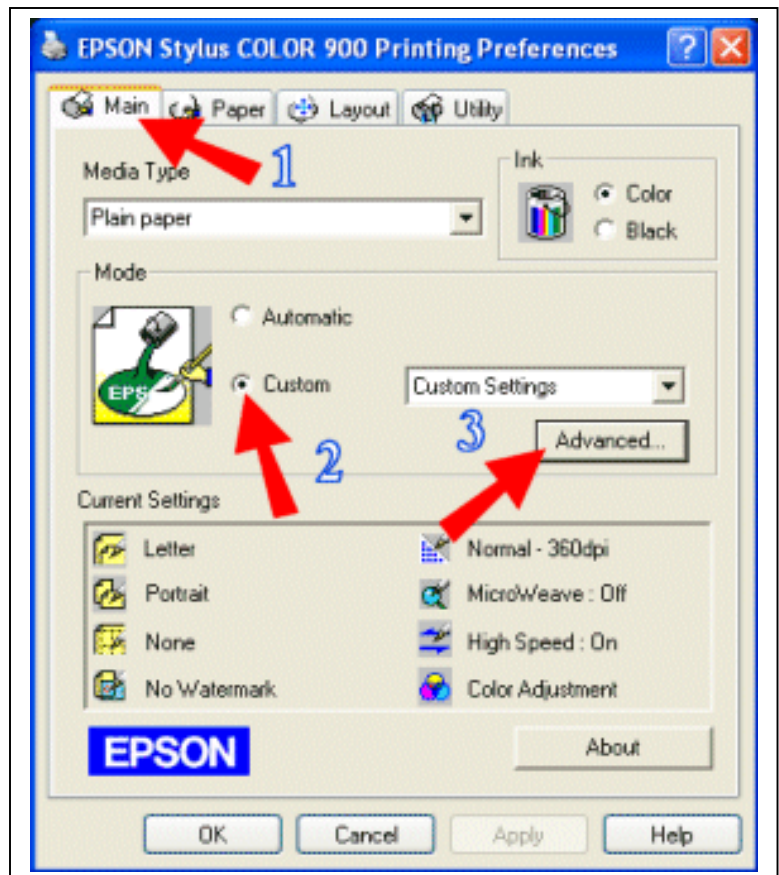 EPSON Stylus COLOR 900 Printing Preferences
Main Paper Layout Utility
1
Media Type
Plain paper
Ink
Color
Black
Mode
EPS
Automatic
Custom
Custom Settings
2
3
Advanced...
Current Settings
Letter
Normal - 360dpi
Portrait
MicroWeave : Off
None
High Speed : On
No Watermark
Color Adjustment
EPSON
About
OK Cancel Apply Help